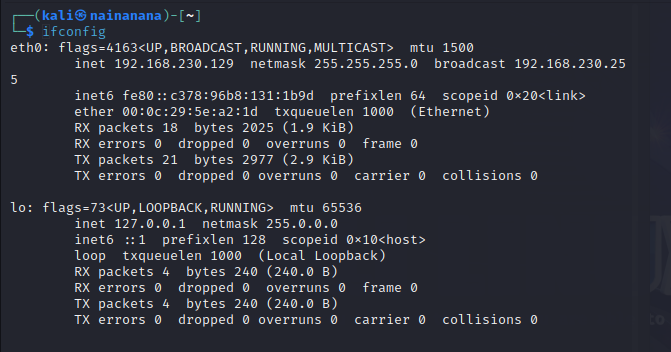 ┌──(kali㉿nainanana)-[~]
└─$ ifconfig
eth0: flags=4163<UP,BROADCAST,RUNNING,MULTICAST>  mtu 1500
        inet 192.168.230.129  netmask 255.255.255.0  broadcast 192.168.230.25
5
        inet6 fe80::c378:96b8:131:1b9d  prefixlen 64  scopeid 0×20<link>
        ether 00:0c:29:5e:a2:1d  txqueuelen 1000  (Ethernet)
        RX packets 18  bytes 2025 (1.9 KiB)
        RX errors 0  dropped 0  overruns 0  frame 0
        TX packets 21  bytes 2977 (2.9 KiB)
        TX errors 0  dropped 0 overruns 0  carrier 0  collisions 0

lo: flags=73<UP,LOOPBACK,RUNNING>  mtu 65536
        inet 127.0.0.1  netmask 255.0.0.0
        inet6 ::1  prefixlen 128  scopeid 0×10<host>
        loop  txqueuelen 1000  (Local Loopback)
        RX packets 4  bytes 240 (240.0 B)
        RX errors 0  dropped 0  overruns 0  frame 0
        TX packets 4  bytes 240 (240.0 B)
        TX errors 0  dropped 0 overruns 0  carrier 0  collisions 0